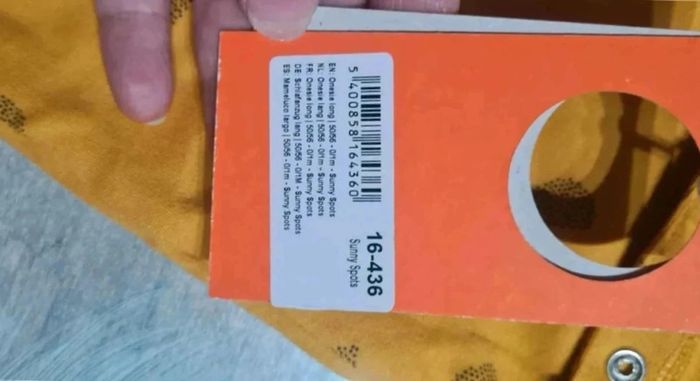 5 400858 164360
16-436
Sunny Spots
EN: Onesie long | 50/56 - 0/1m - Sunny Spots
NL: Onesie lang | 50/56 - 0/1m - Sunny Spots
FR: Onesie long | 50/56 - 0/1m - Sunny Spots
DE: Schlafanzug lang | 50/56 - 0/1M - Sunny Spots
ES: Mameluco largo | 50/56 - 0/1m - Sunny Spots